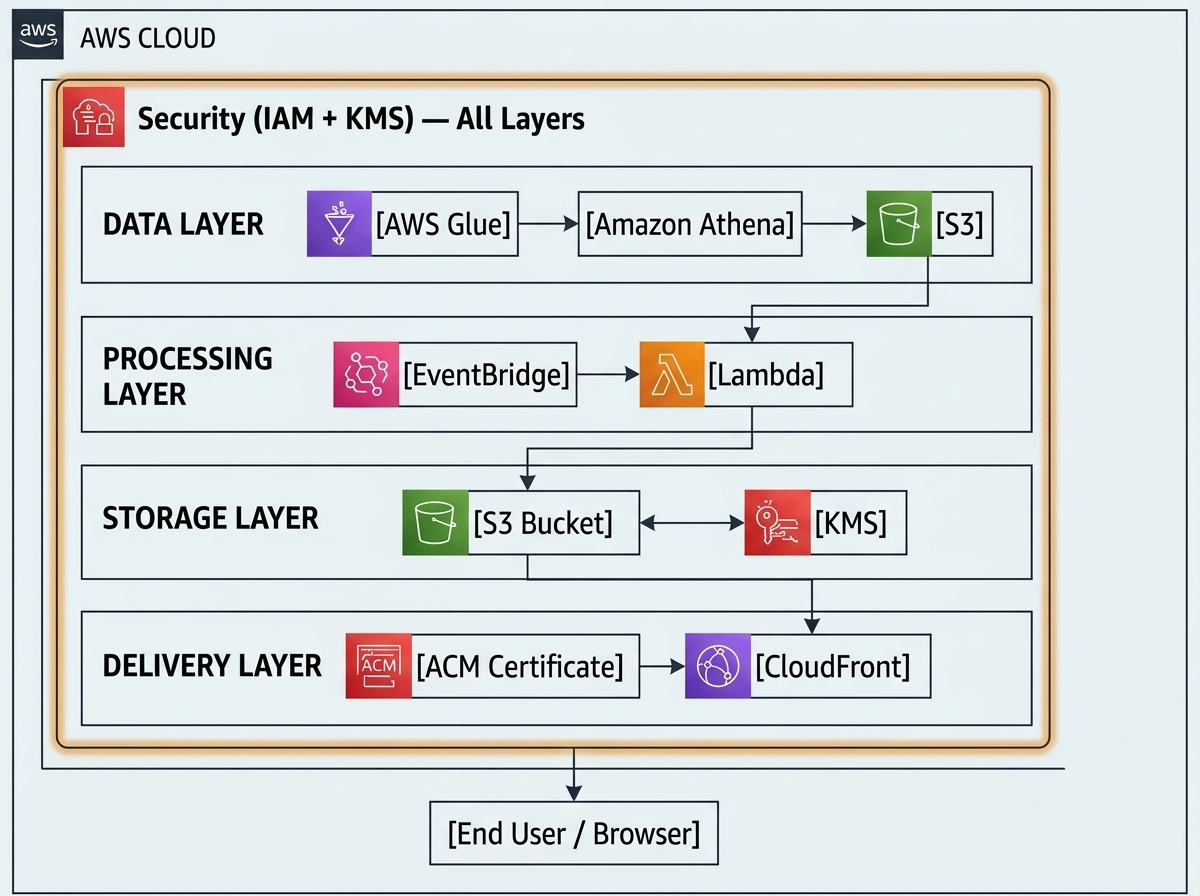 aws
AWS CLOUD
Security (IAM + KMS) — All Layers
DATA LAYER
[AWS Glue]
[Amazon Athena]
[S3]
PROCESSING
LAYER
[EventBridge]
[Lambda]
STORAGE LAYER
[S3 Bucket]
[KMS]
DELIVERY LAYER
ACM
[ACM Certificate]
[CloudFront]
[End User / Browser]